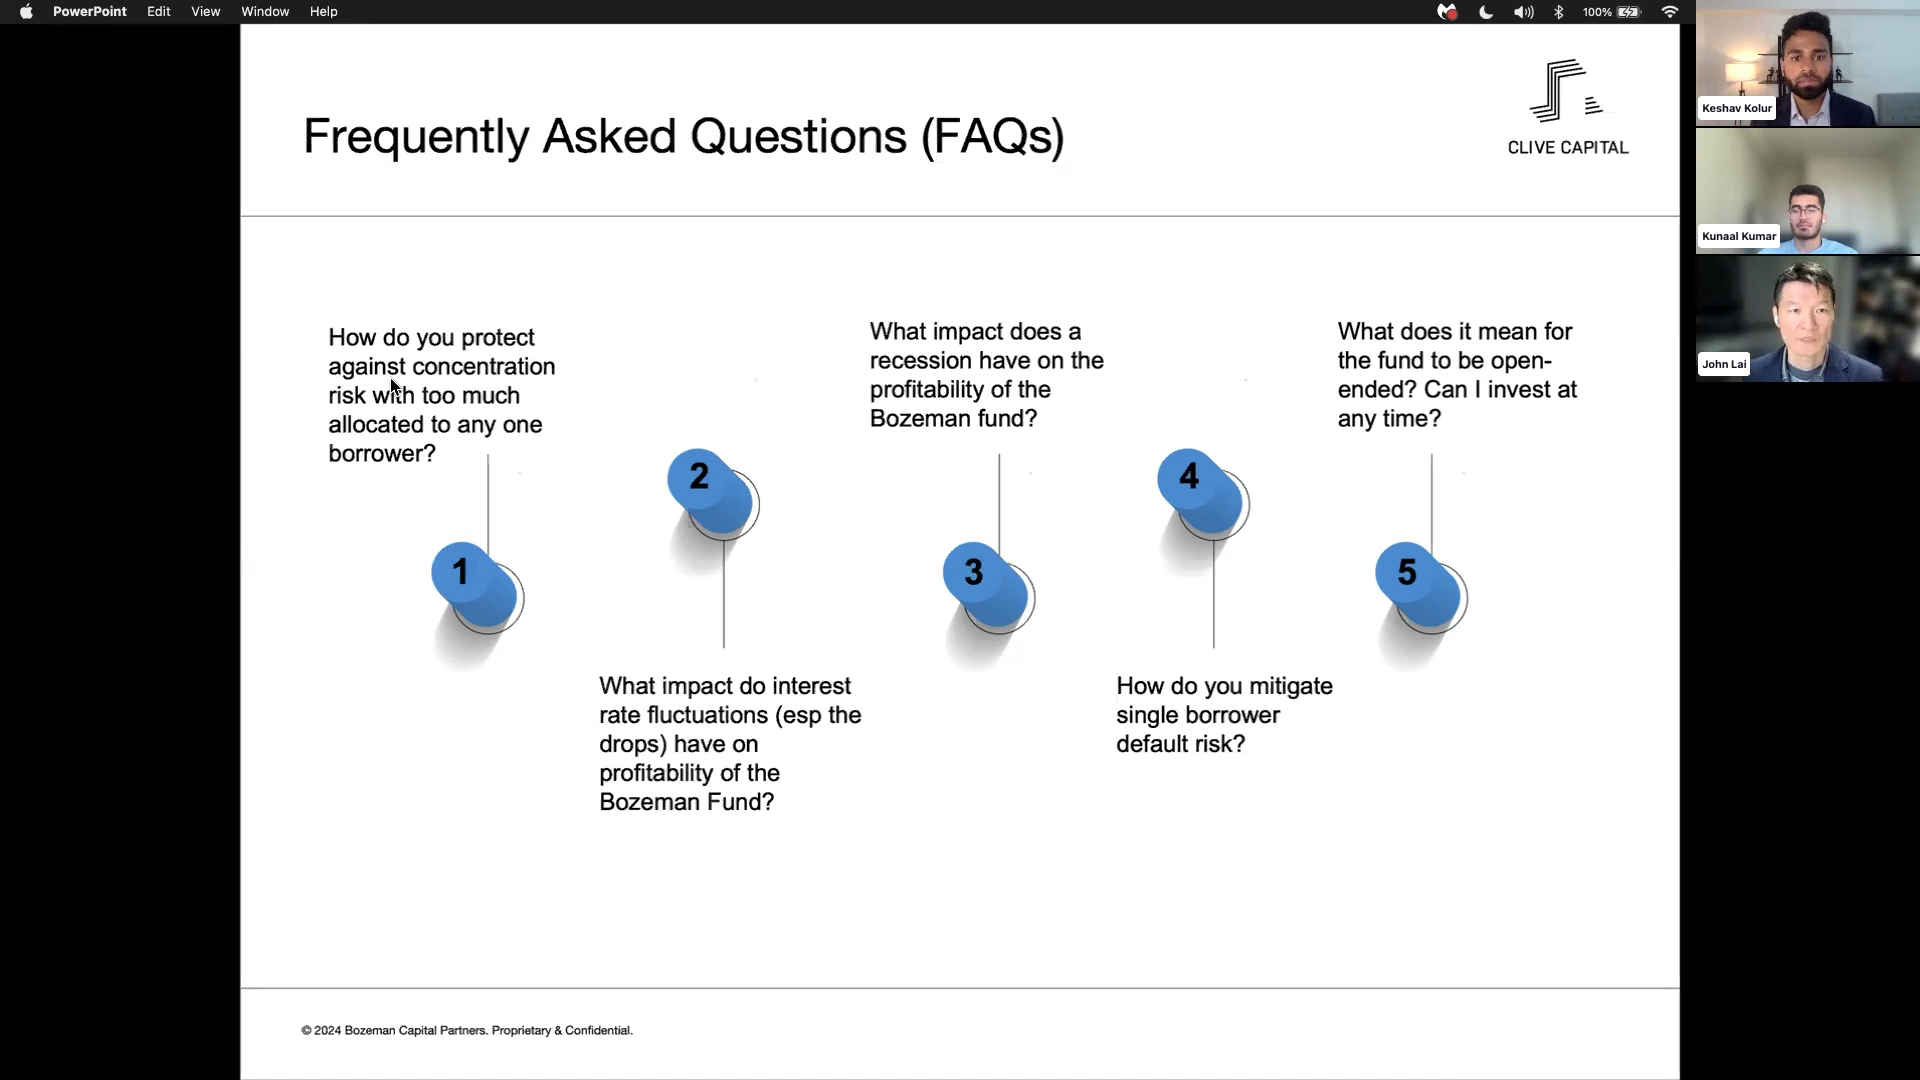 PowerPoint Edit View Window Help
100%
Keshav Kolur
Kunaal Kumar
John Lai
Frequently Asked Questions (FAQs)
CLIVE CAPITAL
How do you protect
against concentration
risk with too much
allocated to any one
borrower?
1
2
What impact do interest
rate fluctuations (esp the
drops) have on
profitability of the
Bozeman Fund?
What impact does a
recession have on the
profitability of the
Bozeman fund?
3
4
How do you mitigate
single borrower
default risk?
What does it mean for
the fund to be open-
ended? Can I invest at
any time?
5
© 2024 Bozeman Capital Partners. Proprietary & Confidential.